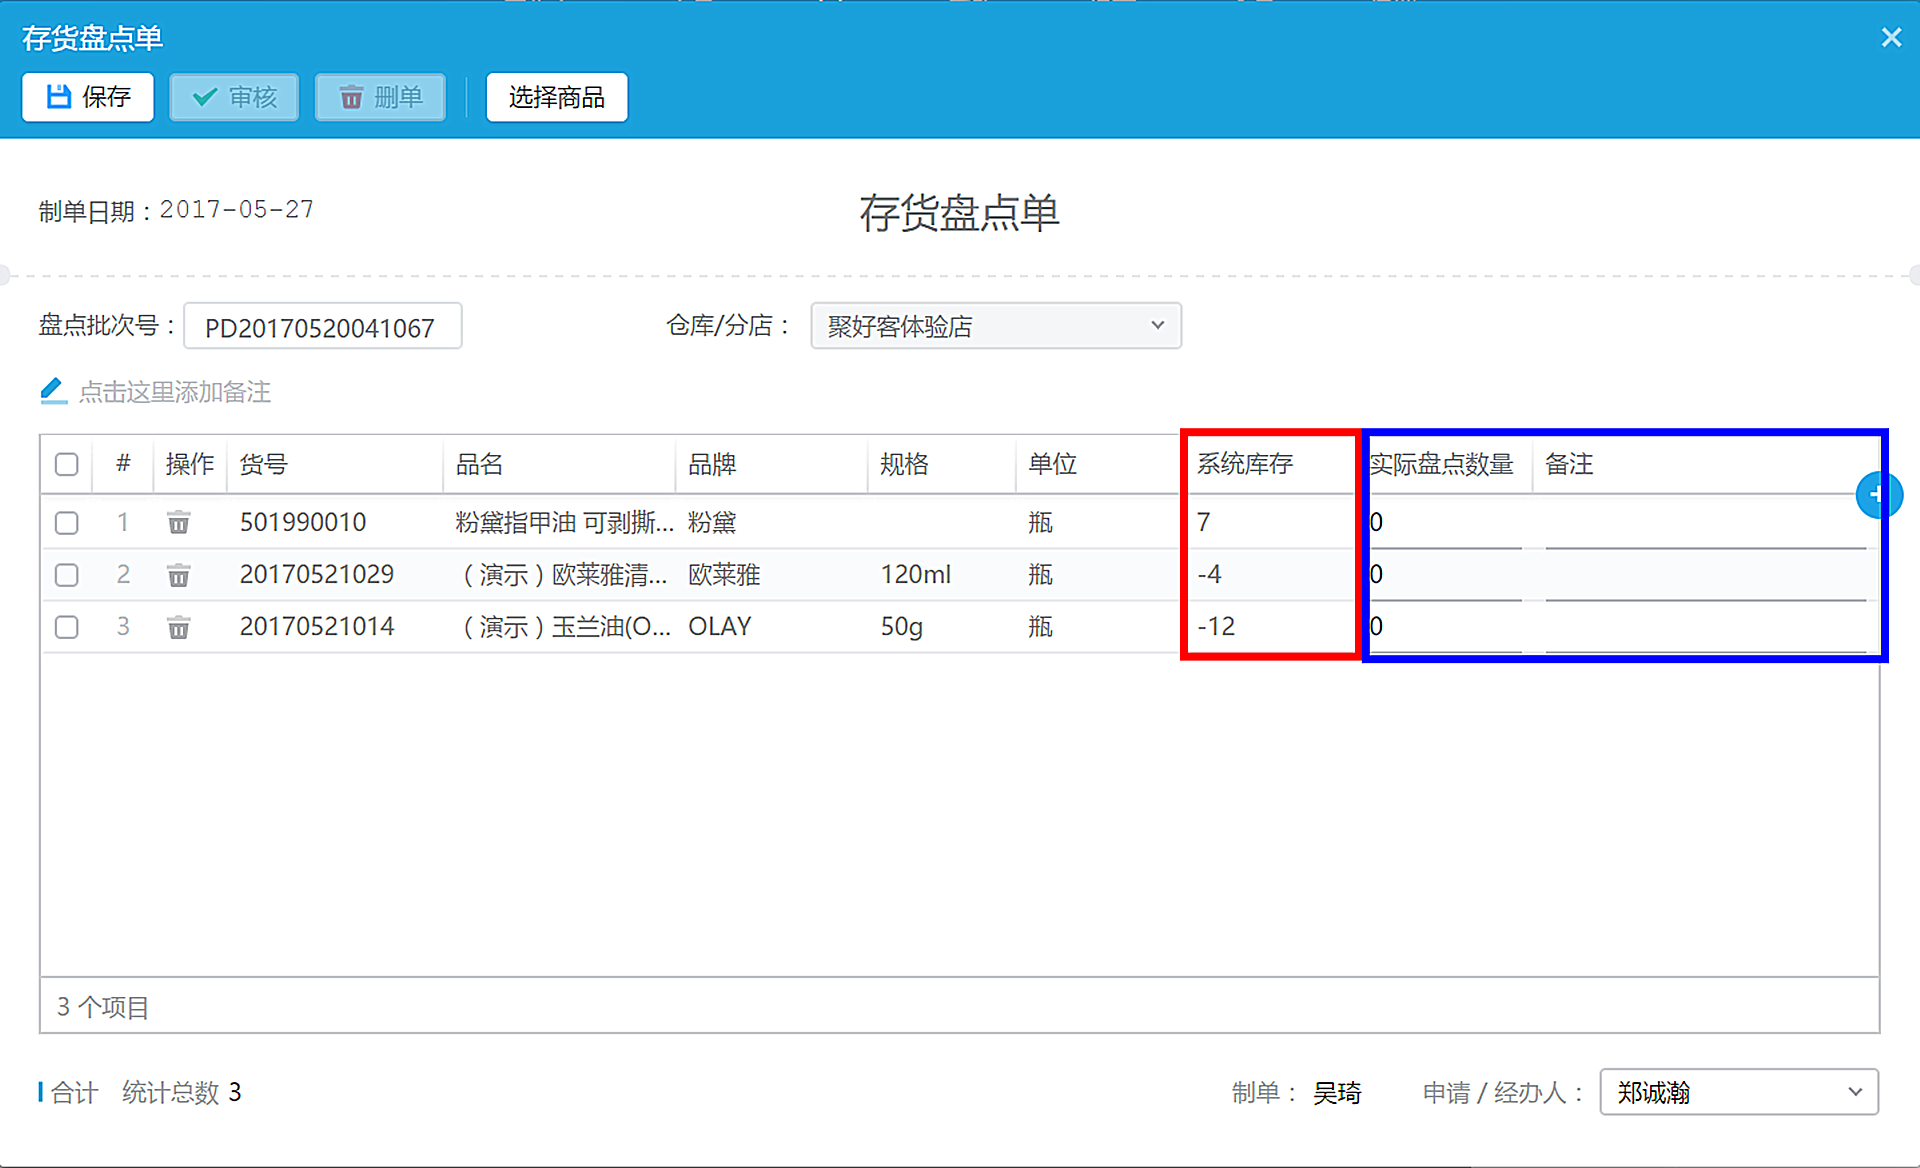 存货盘点单
保存 审核 删单 选择商品
制单日期：2017-05-27
存货盘点单
盘点批次号：PD20170520041067 仓库/分店：聚好客体验店
点击这里添加备注
# 操作 货号 品名 品牌 规格 单位 系统库存 实际盘点数量 备注
1 501990010 粉黛指甲油 可剥撕... 粉黛 瓶 7 0
2 20170521029 （演示）欧莱雅清... 欧莱雅 120ml 瓶 -4 0
3 20170521014 （演示）玉兰油(O... OLAY 50g 瓶 -12 0
3 个项目
合计 统计总数 3 制单： 吴琦 申请 / 经办人： 郑诚瀚